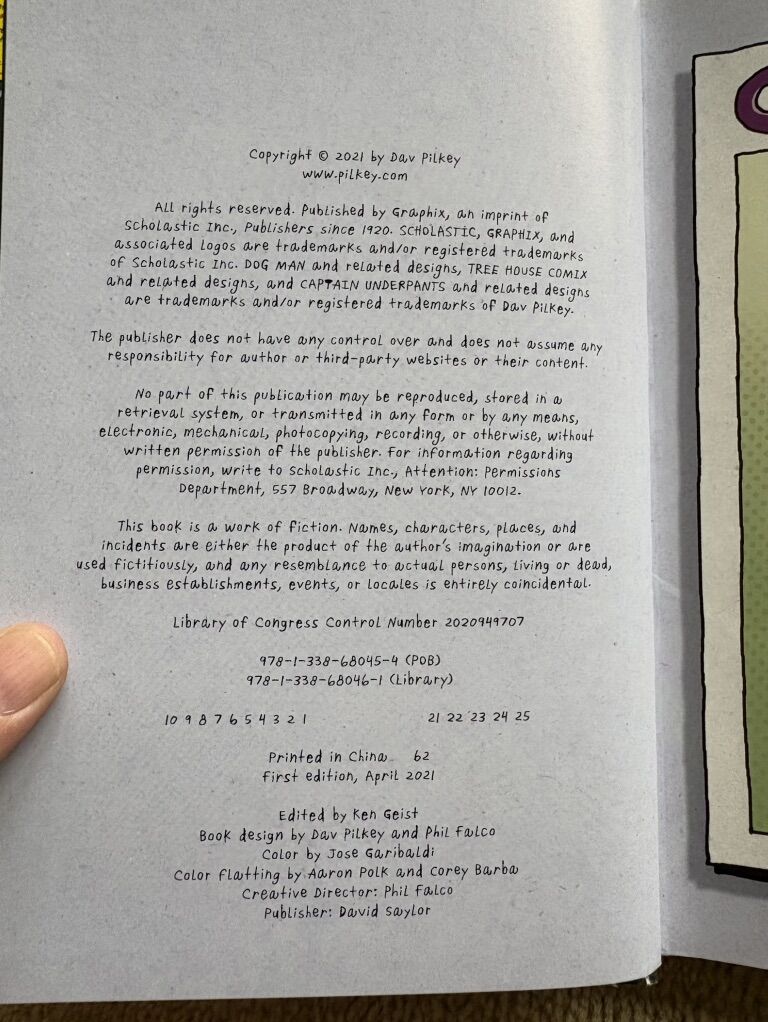 Copyright © 2021 by Dav Pilkey
www.pilkey.com
All rights reserved. Published by Graphix, an imprint of
Scholastic Inc., Publishers since 1920. SCHOLASTIC, GRAPHIX, and
associated logos are trademarks and/or registered trademarks
of Scholastic Inc. DOG MAN and related designs, TREE HOUSE COMIX
and related designs, and CAPTAIN UNDERPANTS and related designs
are trademarks and/or registered trademarks of Dav Pilkey.
The publisher does not have any control over and does not assume any
responsibility for author or third-party websites or their content.
No part of this publication may be reproduced, stored in a
retrieval system, or transmitted in any form or by any means,
electronic, mechanical, photocopying, recording, or otherwise, without
written permission of the publisher. For information regarding
permission, write to Scholastic Inc., Attention: Permissions
Department, 557 Broadway, New York, NY 10012.
This book is a work of fiction. Names, characters, places, and
incidents are either the product of the author's imagination or are
used fictitiously, and any resemblance to actual persons, living or dead,
business establishments, events, or locales is entirely coincidental.
Library of Congress Control Number 2020949707
978-1-338-68045-4 (POB)
978-1-338-68046-1 (Library)
10 9 8 7 6 5 4 3 2 1 21 22 23 24 25
Printed in China 62
First edition, April 2021
Edited by Ken Geist
Book design by Dav Pilkey and Phil Falco
Color by Jose Garibaldi
Color flatting by Aaron Polk and Corey Barba
Creative Director: Phil Falco
Publisher: David Saylor